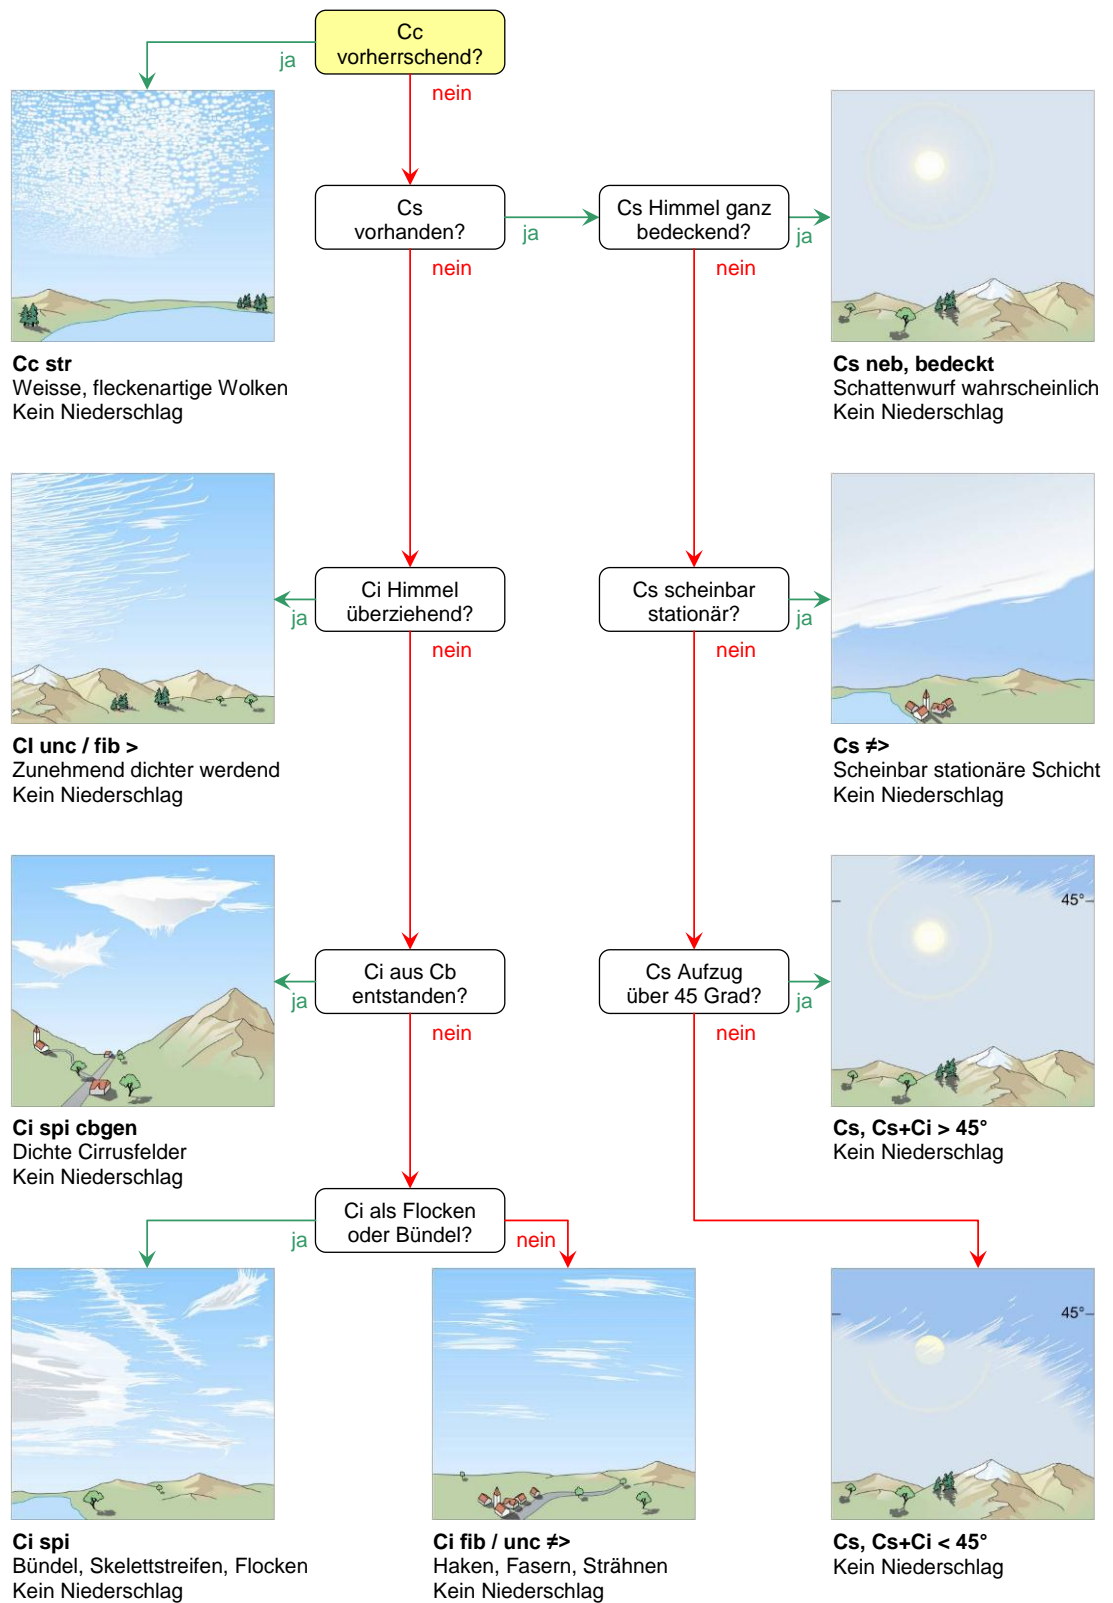 Cc
vorherrschend?
ja
nein
Cs
vorhanden?
ja
nein
Cs Himmel ganz
bedeckend?
ja
nein
Cc str
Weisse, fleckenartige Wolken
Kein Niederschlag
Cs neb, bedeckt
Schattenwurf wahrscheinlich
Kein Niederschlag
Ci Himmel
überziehend?
ja
nein
Cs scheinbar
stationär?
ja
nein
CI unc / fib >
Zunehmend dichter werdend
Kein Niederschlag
Cs ≠>
Scheinbar stationäre Schicht
Kein Niederschlag
45°
Ci aus Cb
entstanden?
ja
nein
Cs Aufzug
über 45 Grad?
ja
nein
Ci spi cbgen
Dichte Cirrusfelder
Kein Niederschlag
Cs, Cs+Ci > 45°
Kein Niederschlag
Ci als Flocken
oder Bündel?
ja
nein
45°
Ci spi
Bündel, Skelettstreifen, Flocken
Kein Niederschlag
Ci fib / unc ≠>
Haken, Fasern, Strähnen
Kein Niederschlag
Cs, Cs+Ci < 45°
Kein Niederschlag